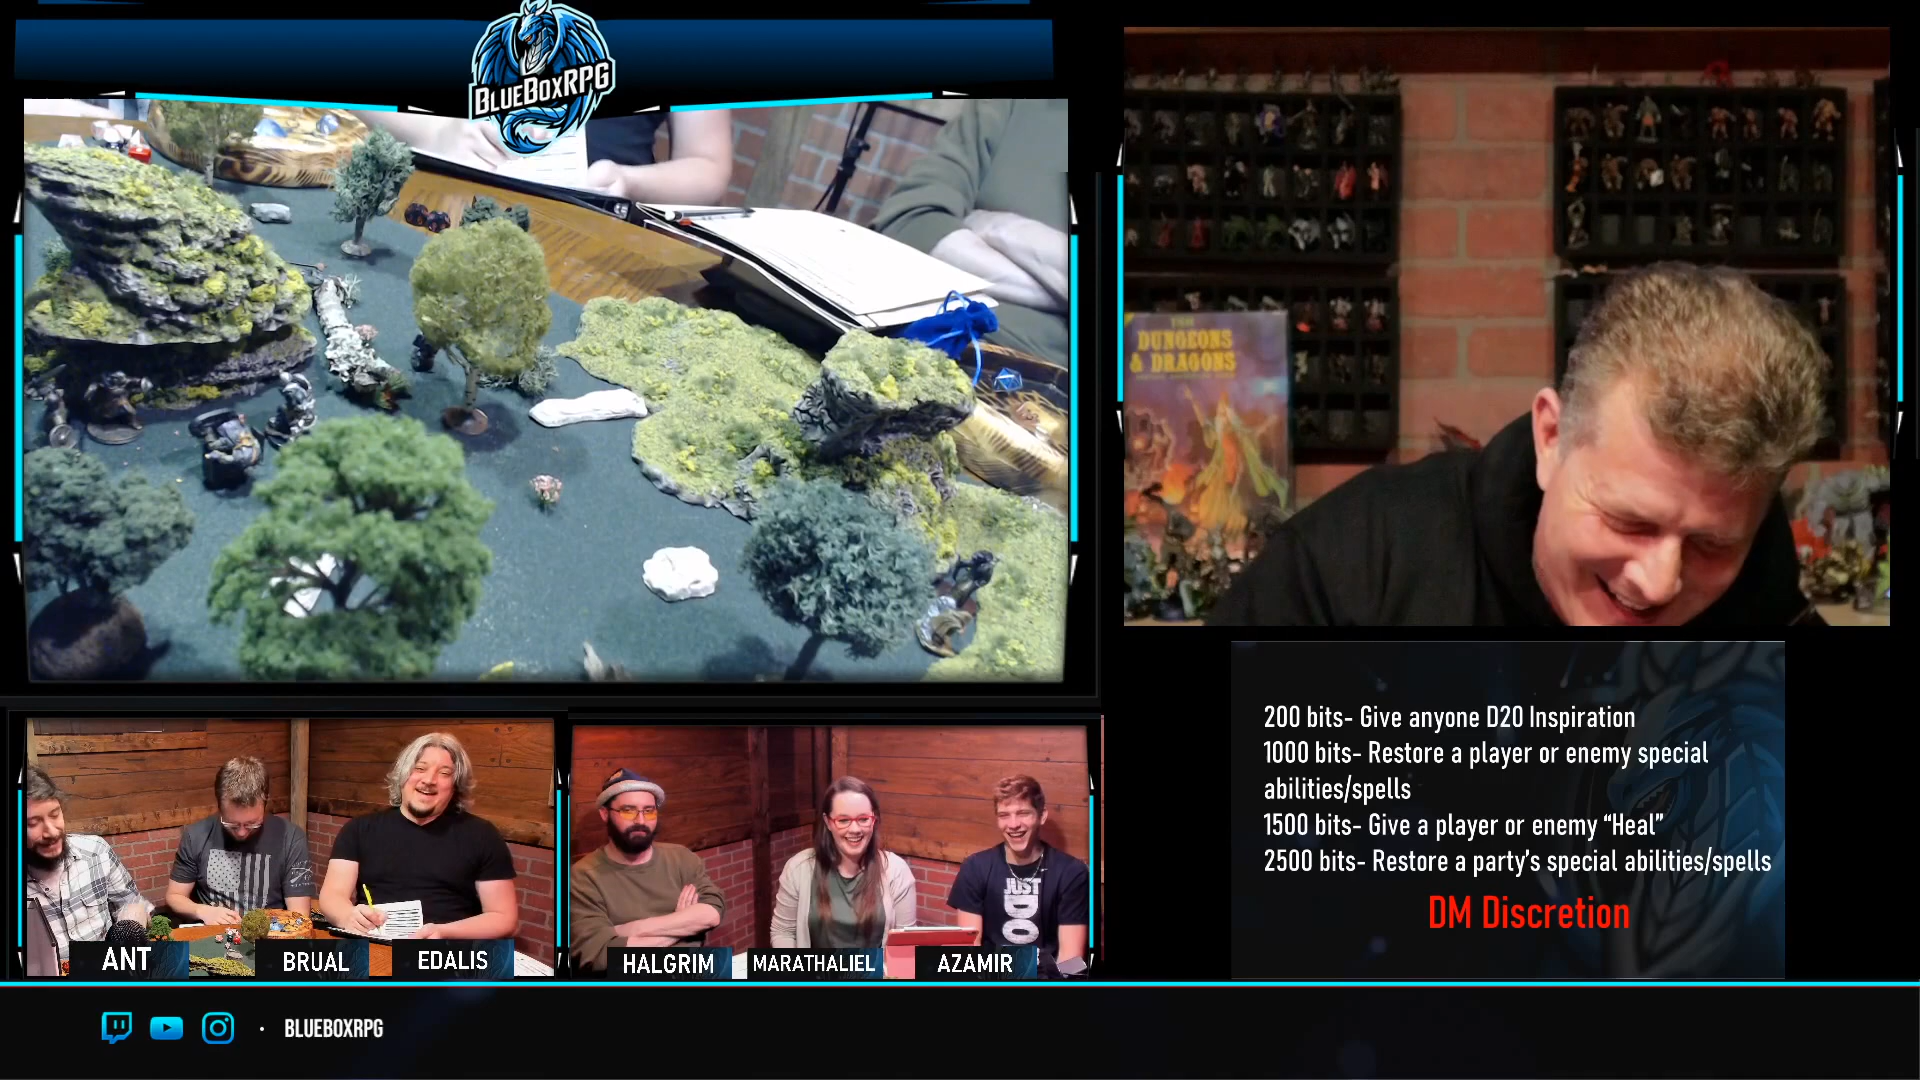 BLUEBOXRPG
TSR
DUNGEONS
& DRAGONS
200 bits- Give anyone D20 Inspiration
1000 bits- Restore a player or enemy special
abilities/spells
1500 bits- Give a player or enemy “Heal”
2500 bits- Restore a party's special abilities/spells
DM Discretion
JUST
DO
ANT
BRUAL
EDALIS
HALGRIM
MARATHALIEL
AZAMIR
· BLUEBOXRPG